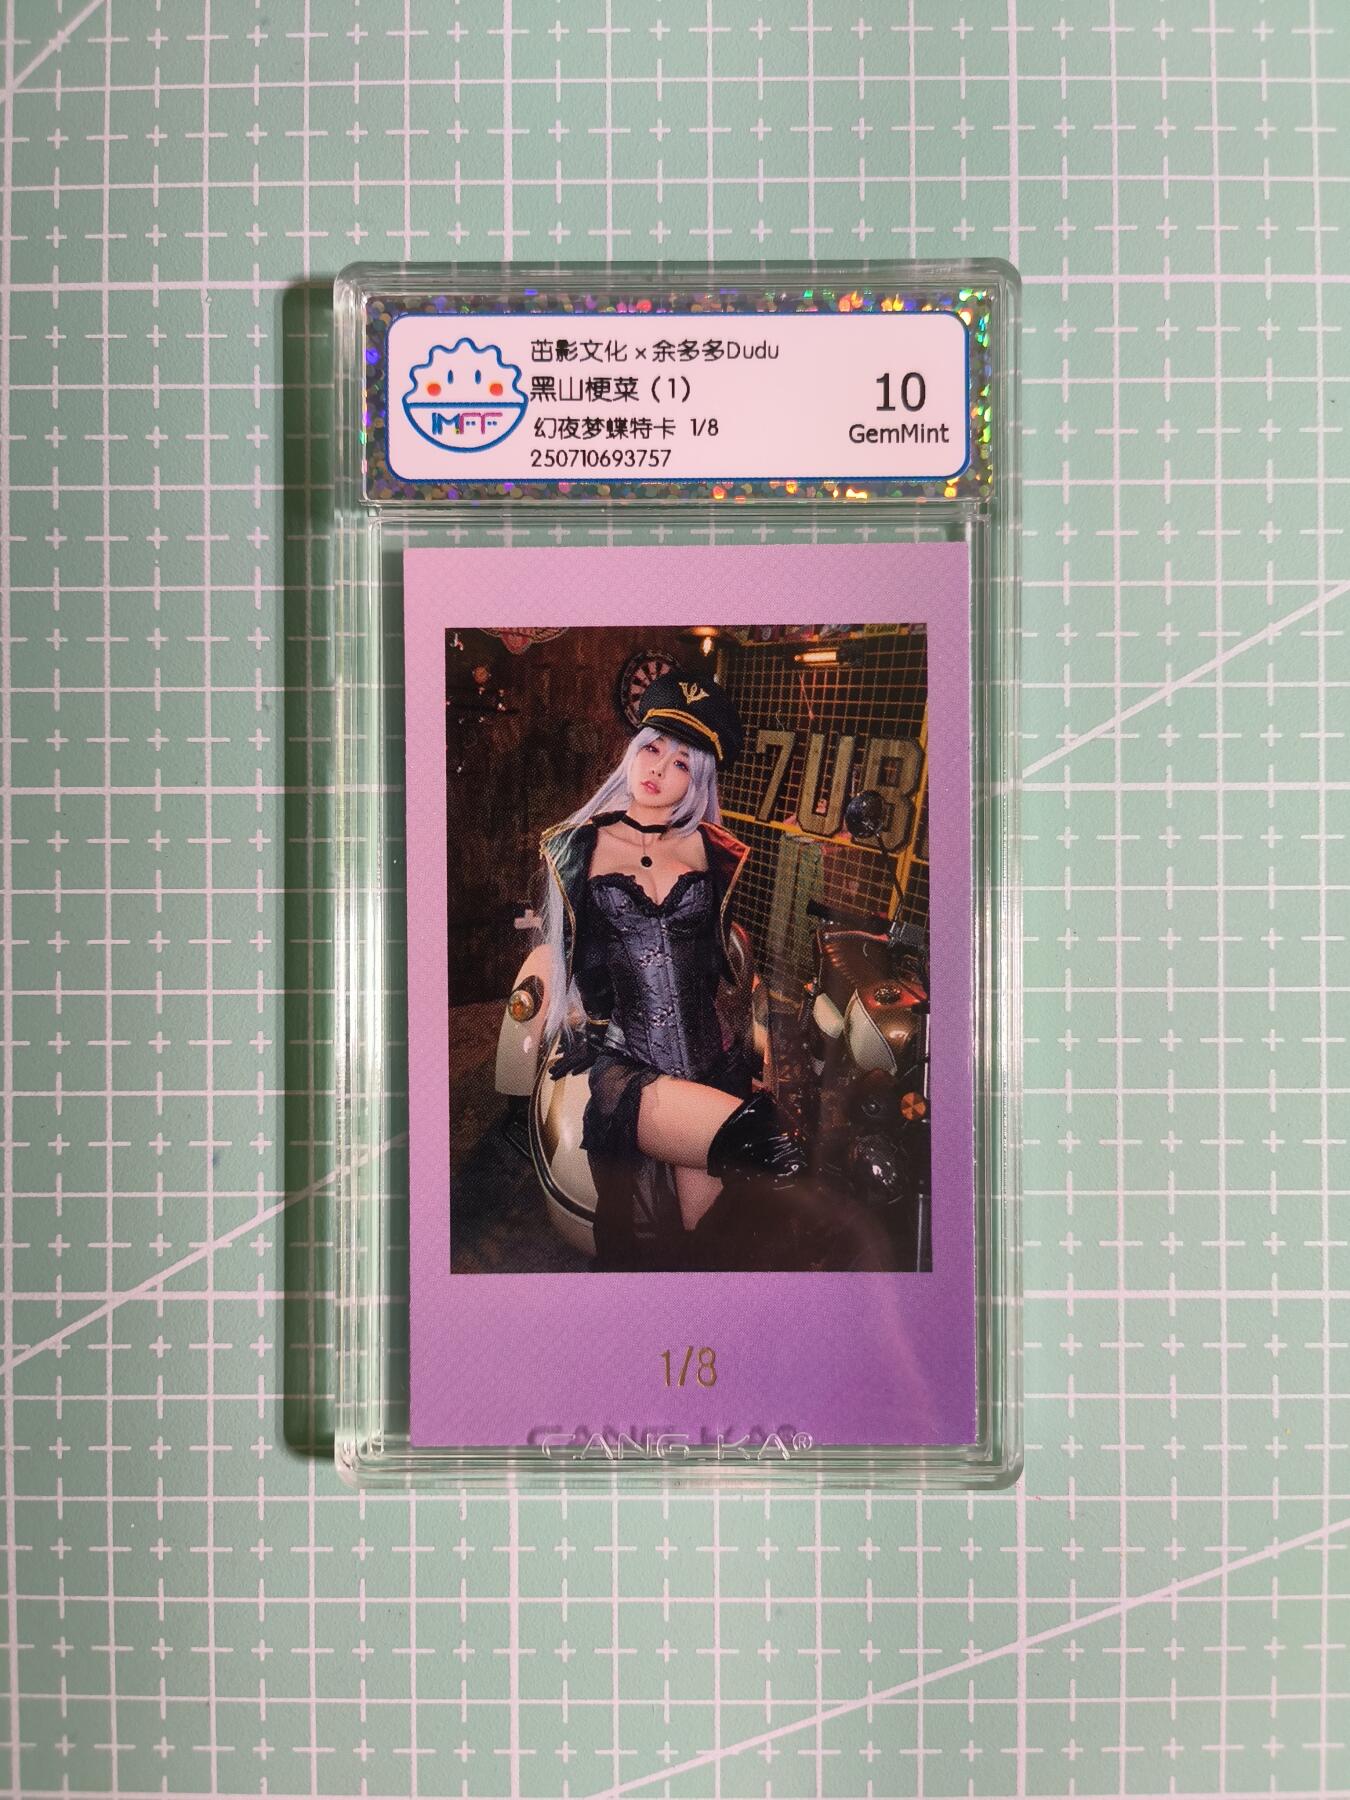 茁影文化 x 余多多Dudu
黑山梗菜 (1)
幻夜梦蝶特卡 1/8
250710693757
IMFF
10
GemMint
7UB
1/8
CANG.KA®